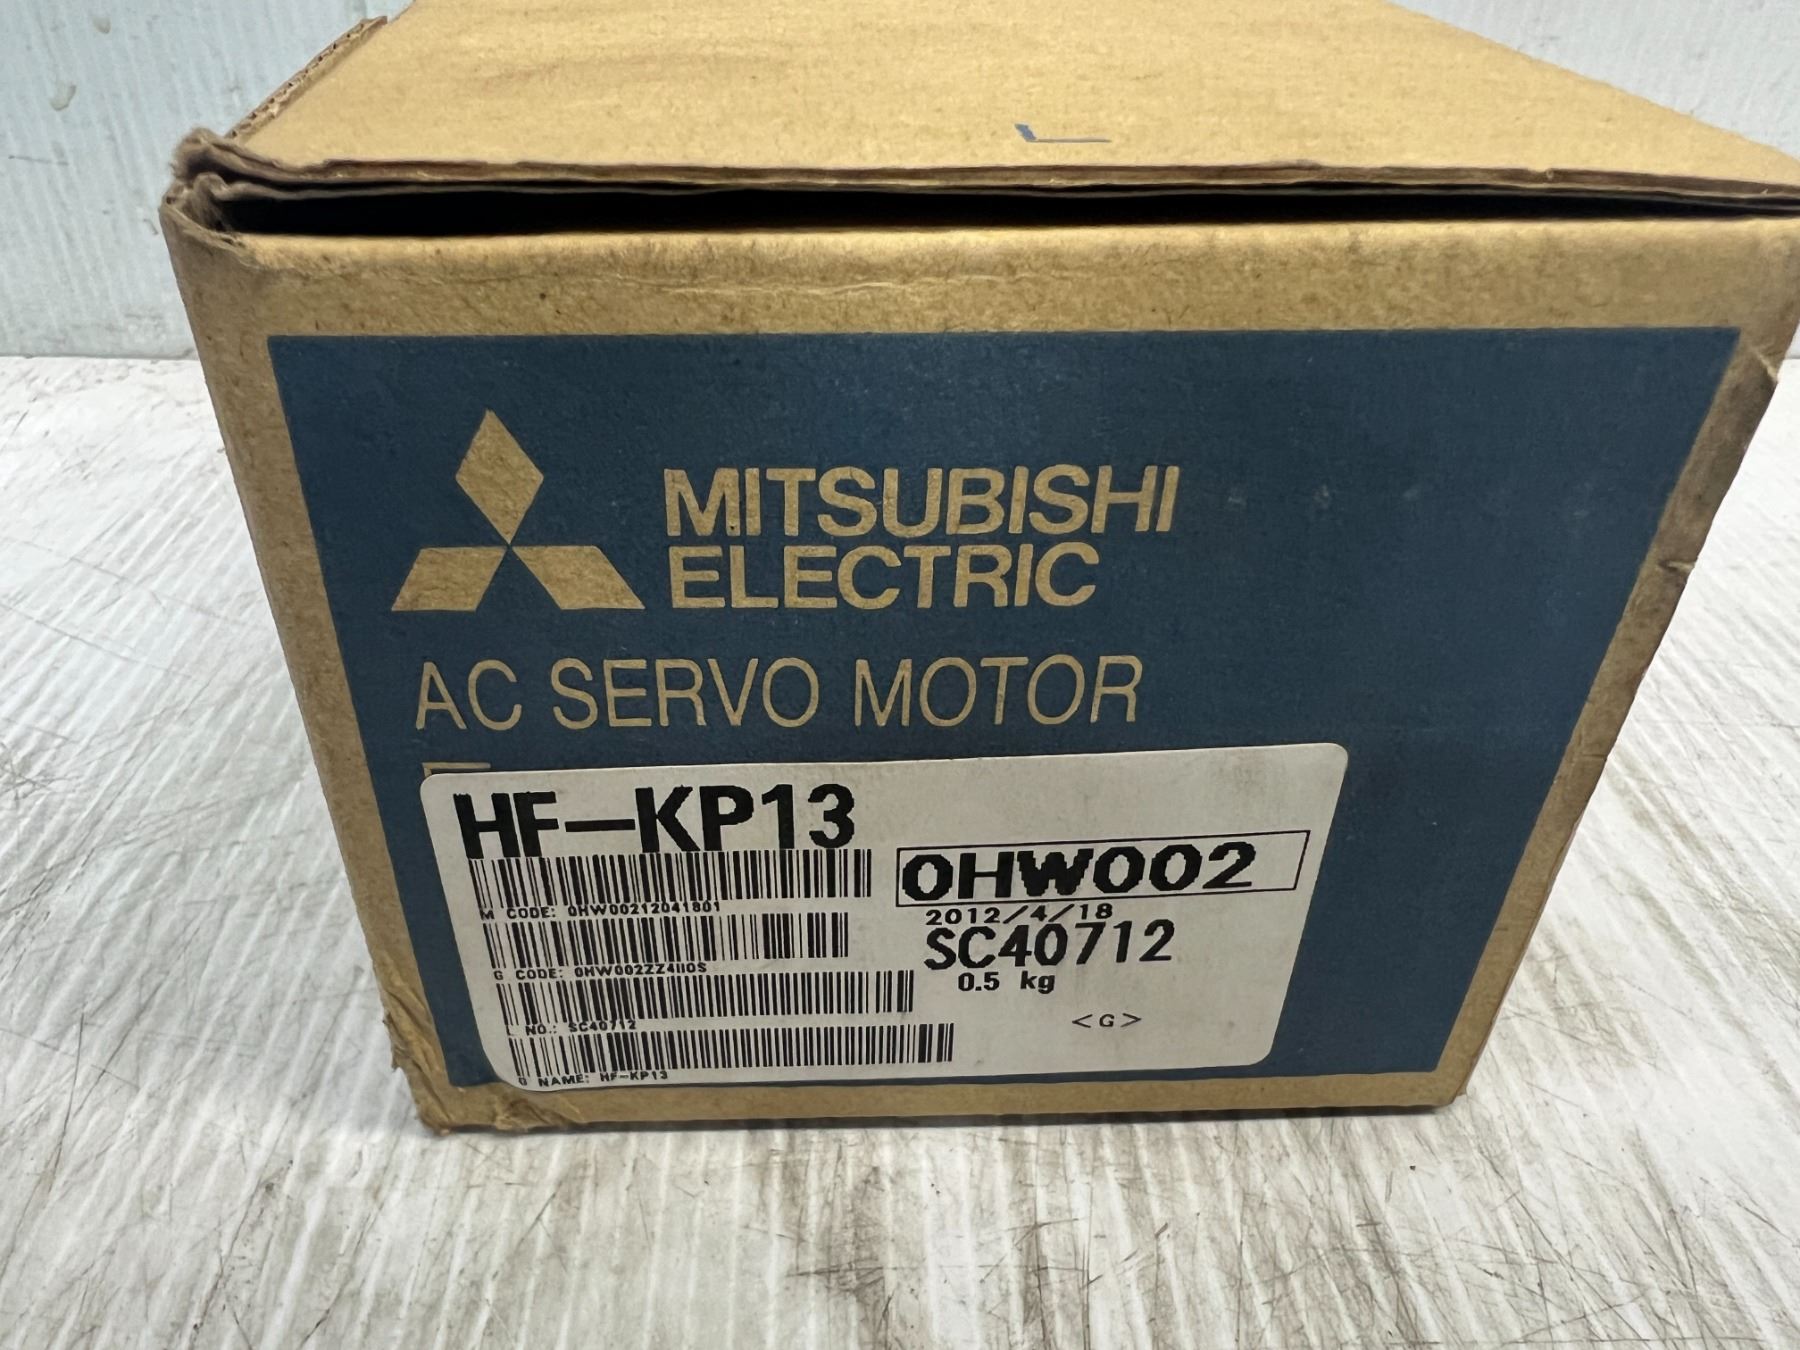 MITSUBISHI
ELECTRIC
AC SERVO MOTOR
HF-KP13
0HW002
M CODE: 0HW00212041801
2012/4/18
SC40712
0.5 kg
G CODE:
<G>
L NO.: SC40712
G NAME: HF-KP13